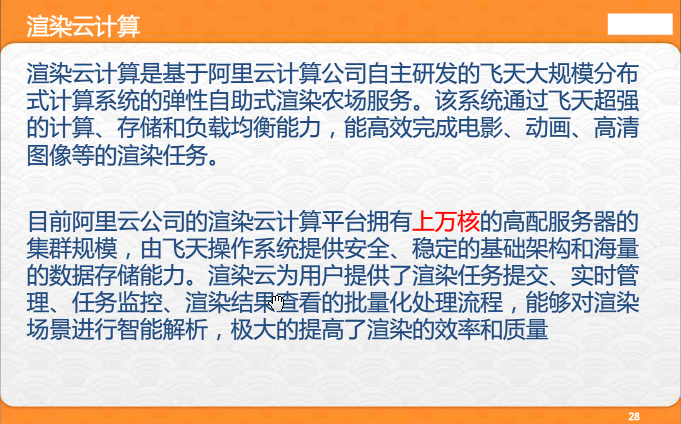 渲染云计算
渲染云计算是基于阿里云计算公司自主研发的飞天大规模分布
式计算系统的弹性自助式渲染农场服务。该系统通过飞天超强
的计算、存储和负载均衡能力，能高效完成电影、动画、高清
图像等的渲染任务。
目前阿里云公司的渲染云计算平台拥有上万核的高配服务器的
集群规模，由飞天操作系统提供安全、稳定的基础架构和海量
的数据存储能力。渲染云为用户提供了渲染任务提交、实时管
理、任务监控、渲染结果查看的批量化处理流程，能够对渲染
场景进行智能解析，极大的提高了渲染的效率和质量
28